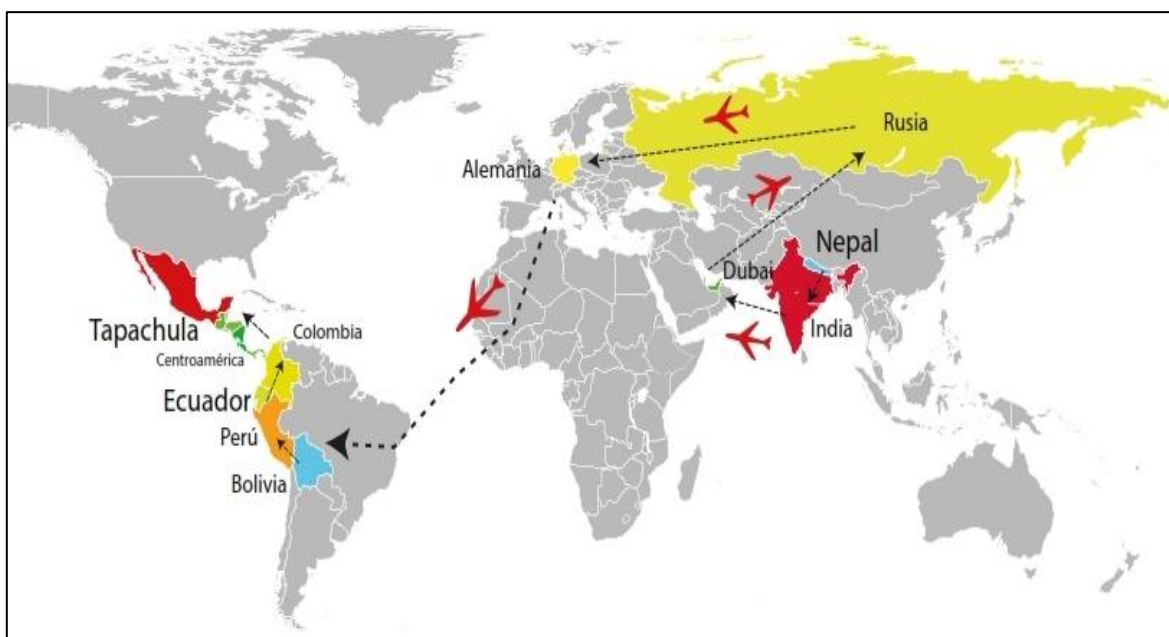 Rusia
Alemania
Nepal
Dubai
India
Tapachula
Colombia
Centroamérica
Ecuador
Perú
Bolivia